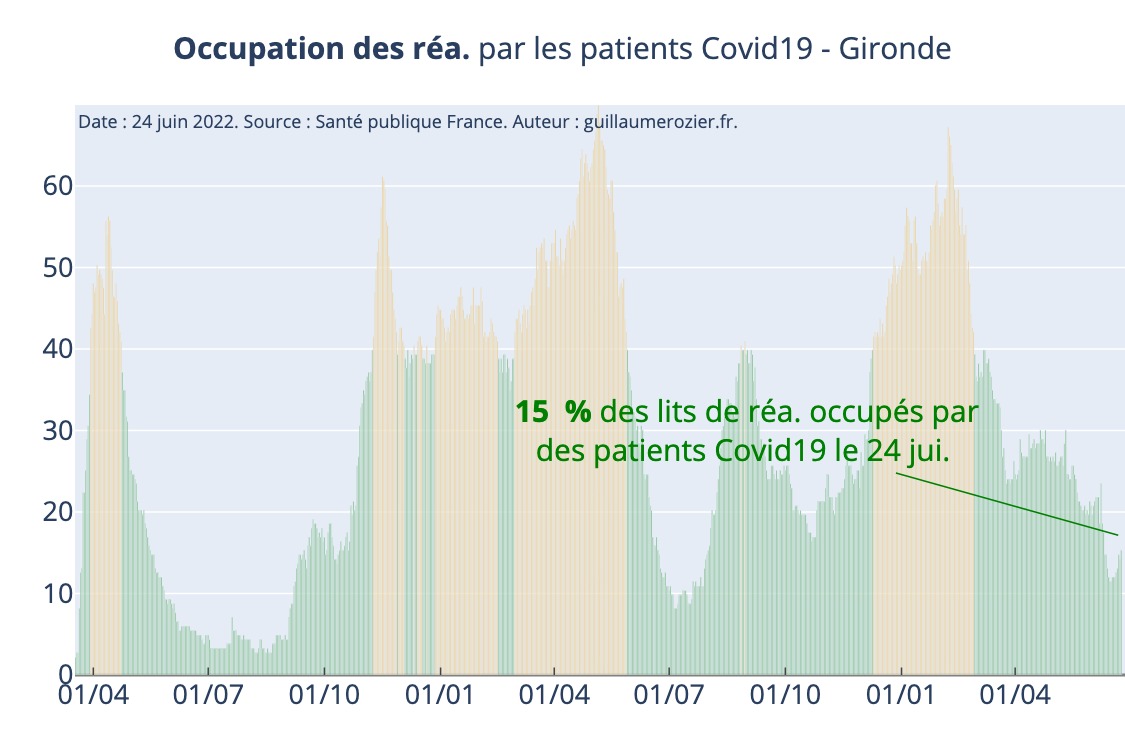 Occupation des réa. par les patients Covid19 - Gironde
Date : 24 juin 2022. Source : Santé publique France. Auteur : guillaumerozier.fr.
60
50
40
15 % des lits de réa. occupés par
des patients Covid19 le 24 jui.
30
20
10
0
01/04 01/07 01/10 01/01 01/04 01/07 01/10 01/01 01/04